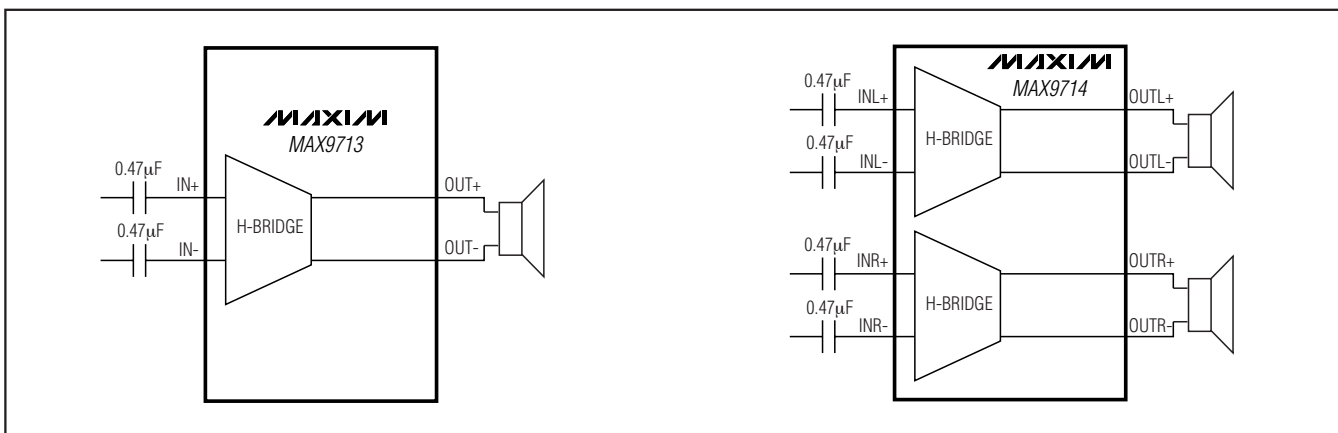 MAXIM
MAX9713
0.47μF
IN+
0.47μF
IN-
H-BRIDGE
OUT+
OUT-
MAXIM
MAX9714
0.47μF
INL+
0.47μF
INL-
H-BRIDGE
OUTL+
OUTL-
0.47μF
INR+
0.47μF
INR-
H-BRIDGE
OUTR+
OUTR-